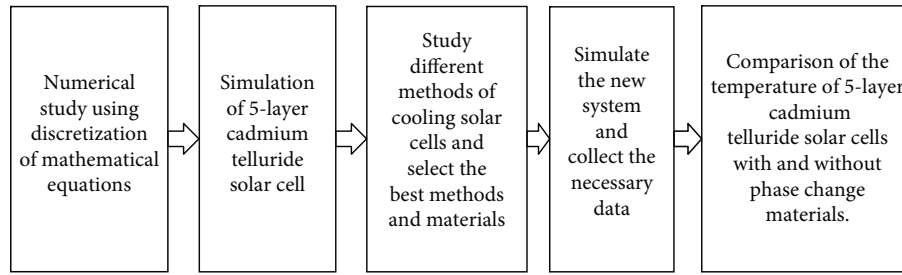 Numerical
study using
discretization
of mathematical
equations
Simulation
of 5-layer
cadmium
telluride
solar cell
Study
different
methods of
cooling solar
cells and
select the
best methods
and materials
Simulate
the new
system
and
collect the
necessary
data
Comparison of the
temperature of 5-layer
cadmium
telluride solar cells
with and without
phase change
materials.